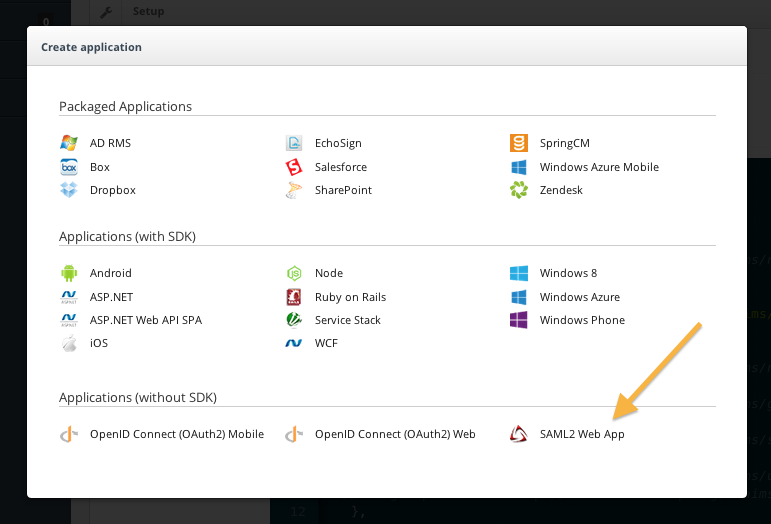 0
Setup
Create application
Packaged Applications
AD RMS
EchoSign
SpringCM
box
Box
Salesforce
Windows Azure Mobile
Dropbox
SharePoint
Zendesk
Applications (with SDK)
Android
Node
Windows 8
ASP.NET
Ruby on Rails
Windows Azure
ASP.NET Web API SPA
Service Stack
Windows Phone
iOS
WCF
Applications (without SDK)
OpenID Connect (OAuth2) Mobile
OpenID Connect (OAuth2) Web
SAML2 Web App
12
},